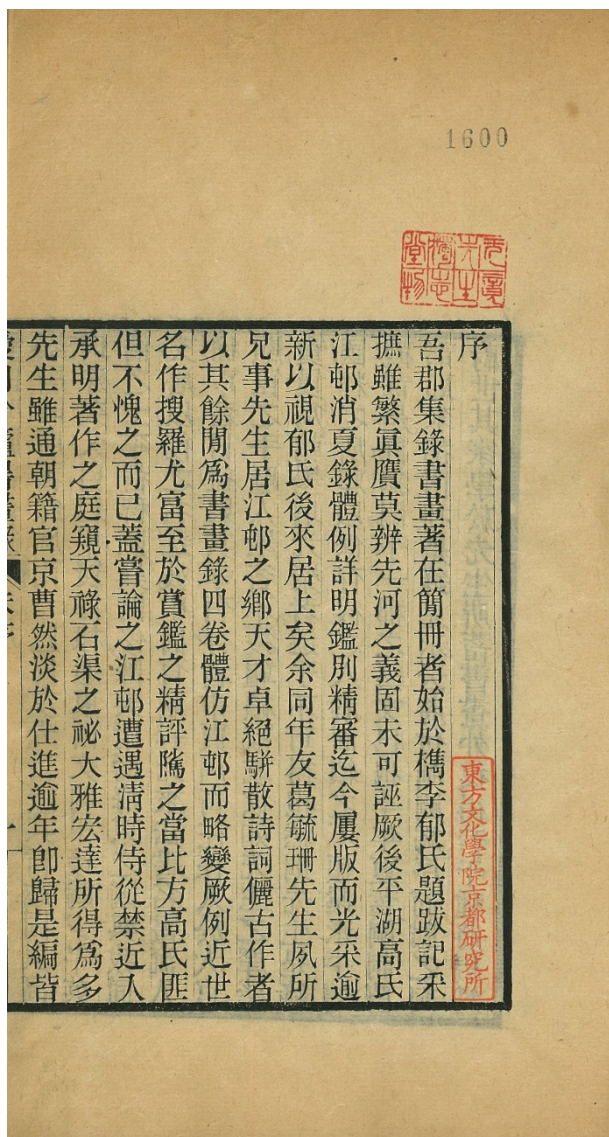 1600
序
吾郡集錄書畫著在簡冊者始於檇李郁氏題跋記采
摭雖繁眞贋莫辨先河之義固未可誣厥後平湖高氏
江邨消夏錄體例詳明鑑別精審迄今屢版而光采逾
新以視郁氏後來居上矣余同年友葛毓珊先生夙所
兄事先生居江邨之鄉天才卓絕駢散詩詞儷古作者
以其餘閒爲書畫錄四卷體仿江邨而略變厥例近世
名作搜羅尤富至於賞鑑之精評隲之當比方高氏匪
但不愧之而已蓋嘗論之江邨遭遇淸時侍從禁近入
承明著作之庭窺天祿石渠之祕大雅宏達所得爲多
先生雖通朝籍官京曹然淡於仕進逾年卽歸是編皆
東方文化學院京都硏究所